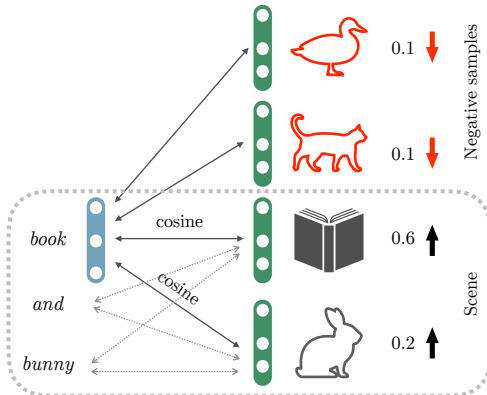 0.1
Negative samples
0.1
book
cosine
0.6
and
cosine
Scene
0.2
bunny